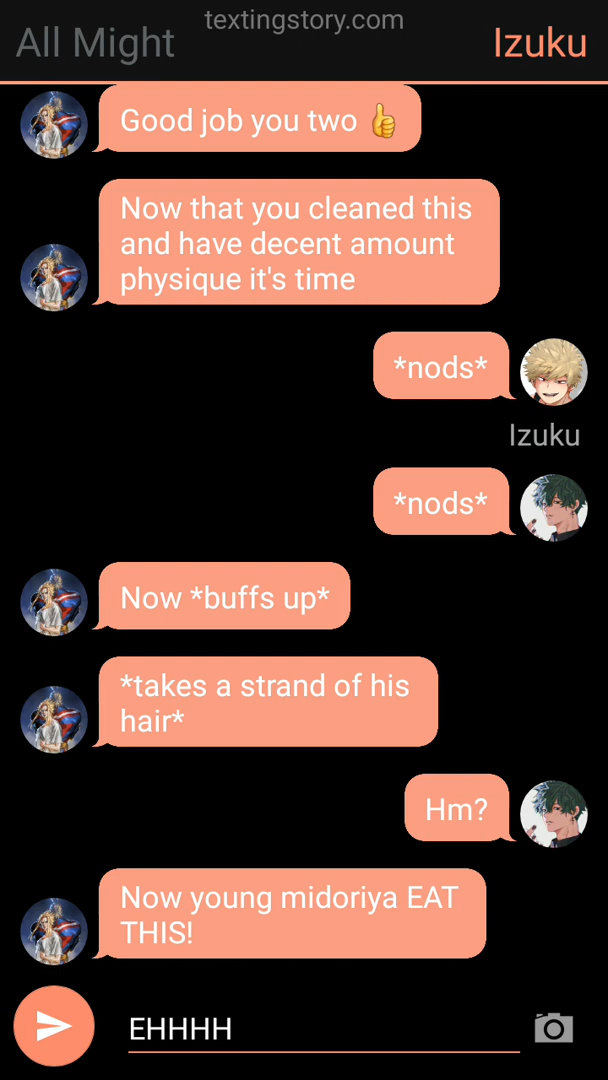 textingstory.com
All Might
Izuku
Good job you two 👍
Now that you cleaned this
and have decent amount
physique it's time
*nods*
Izuku
*nods*
Now *buffs up*
*takes a strand of his
hair*
Hm?
Now young midoriya EAT
THIS!
EHHHH